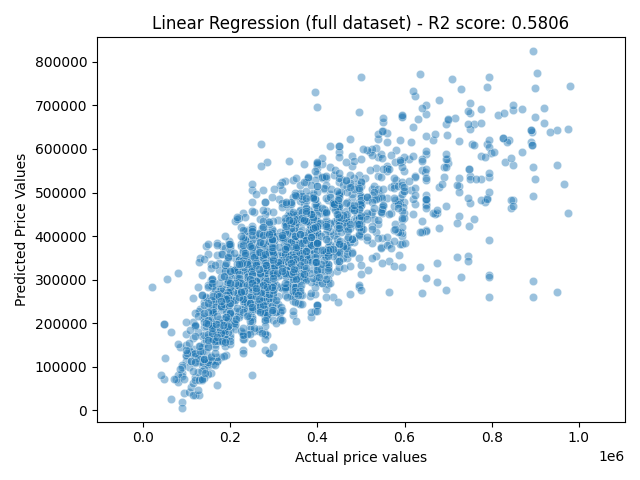 Linear Regression (full dataset) - R2 score: 0.5806
Predicted Price Values
800000
700000
600000
500000
400000
300000
200000
100000
0
0.0 0.2 0.4 0.6 0.8 1.0
1e6
Actual price values